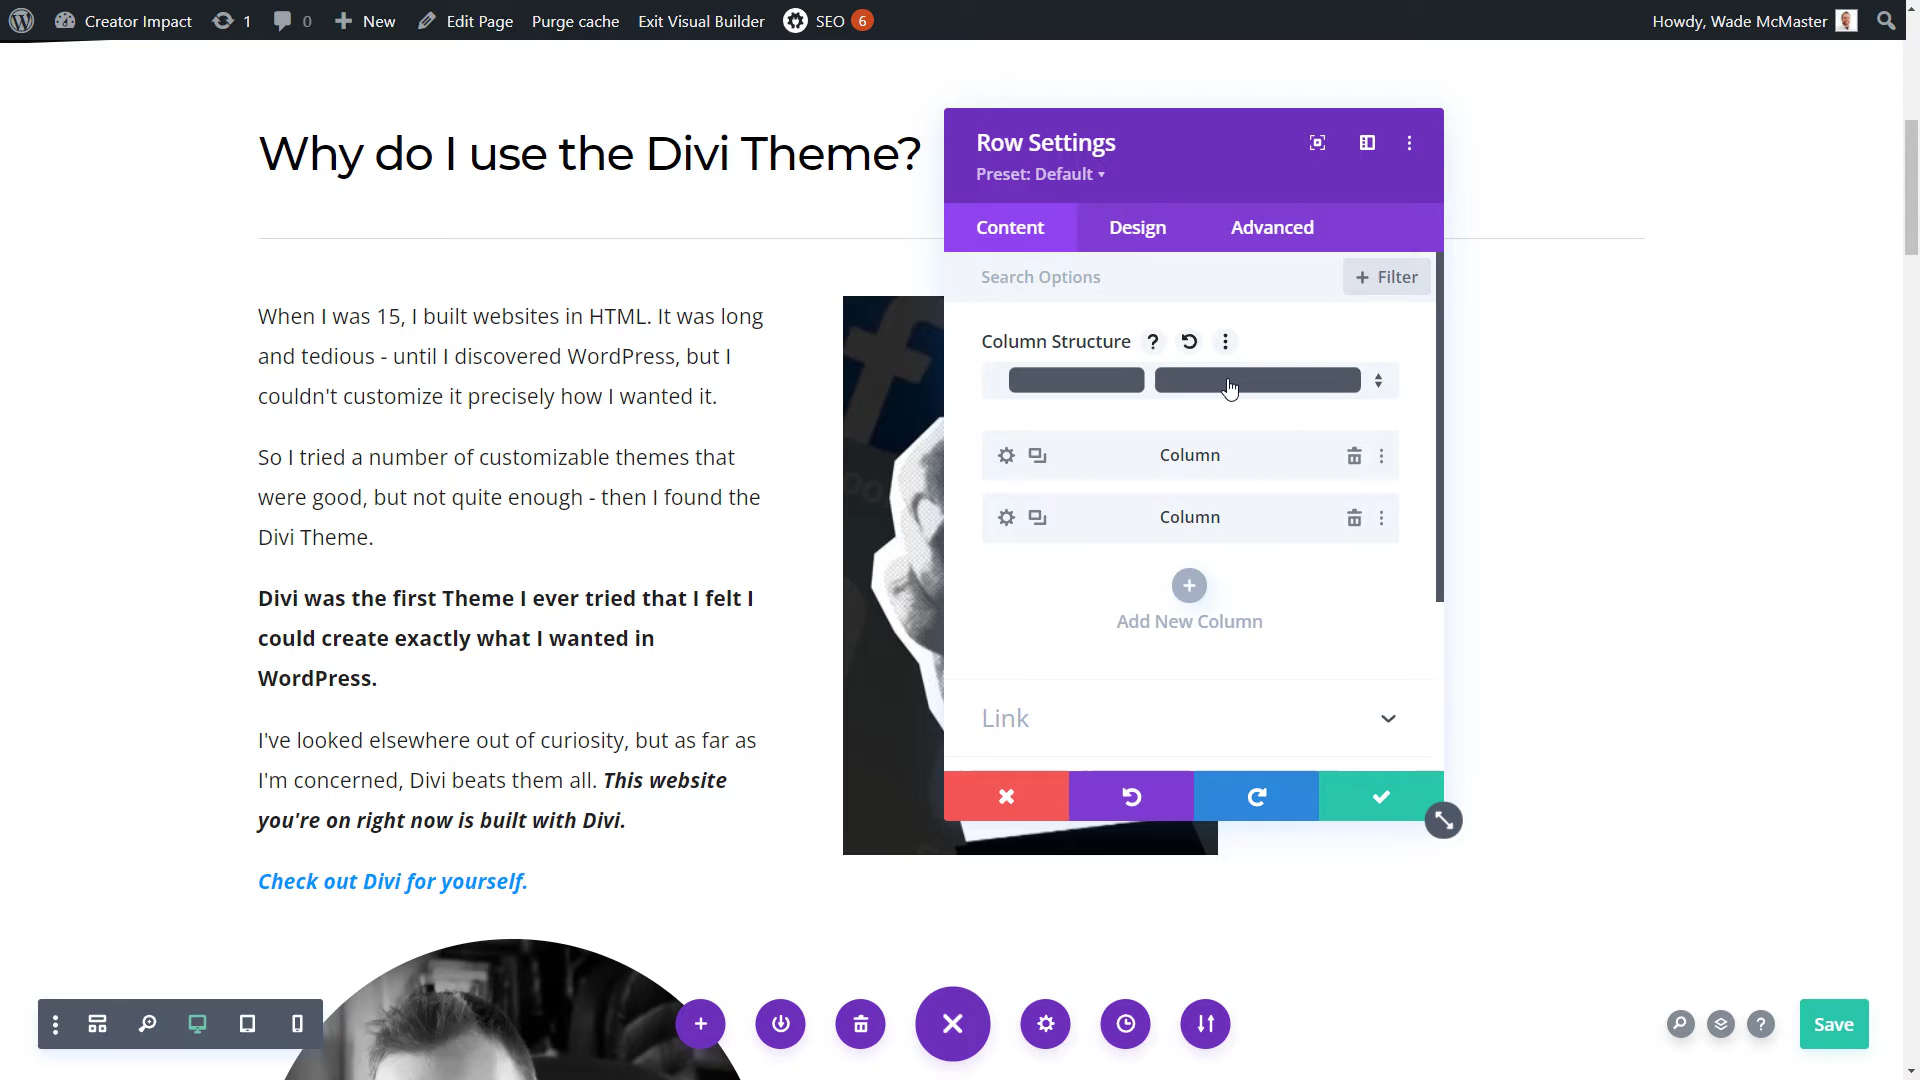 Creator Impact
1
0
New
Edit Page
Purge cache
Exit Visual Builder
SEO
6
Howdy, Wade McMaster
Why do I use the Divi Theme?
When I was 15, I built websites in HTML. It was long
and tedious - until I discovered WordPress, but I
couldn't customize it precisely how I wanted it.
So I tried a number of customizable themes that
were good, but not quite enough - then I found the
Divi Theme.
Divi was the first Theme I ever tried that I felt I
could create exactly what I wanted in
WordPress.
I've looked elsewhere out of curiosity, but as far as
I'm concerned, Divi beats them all. This website
you're on right now is built with Divi.
Check out Divi for yourself.
Row Settings
Preset: Default
Content
Design
Advanced
Search Options
+ Filter
Column Structure
?
Column
Column
Add New Column
Link
?
Save